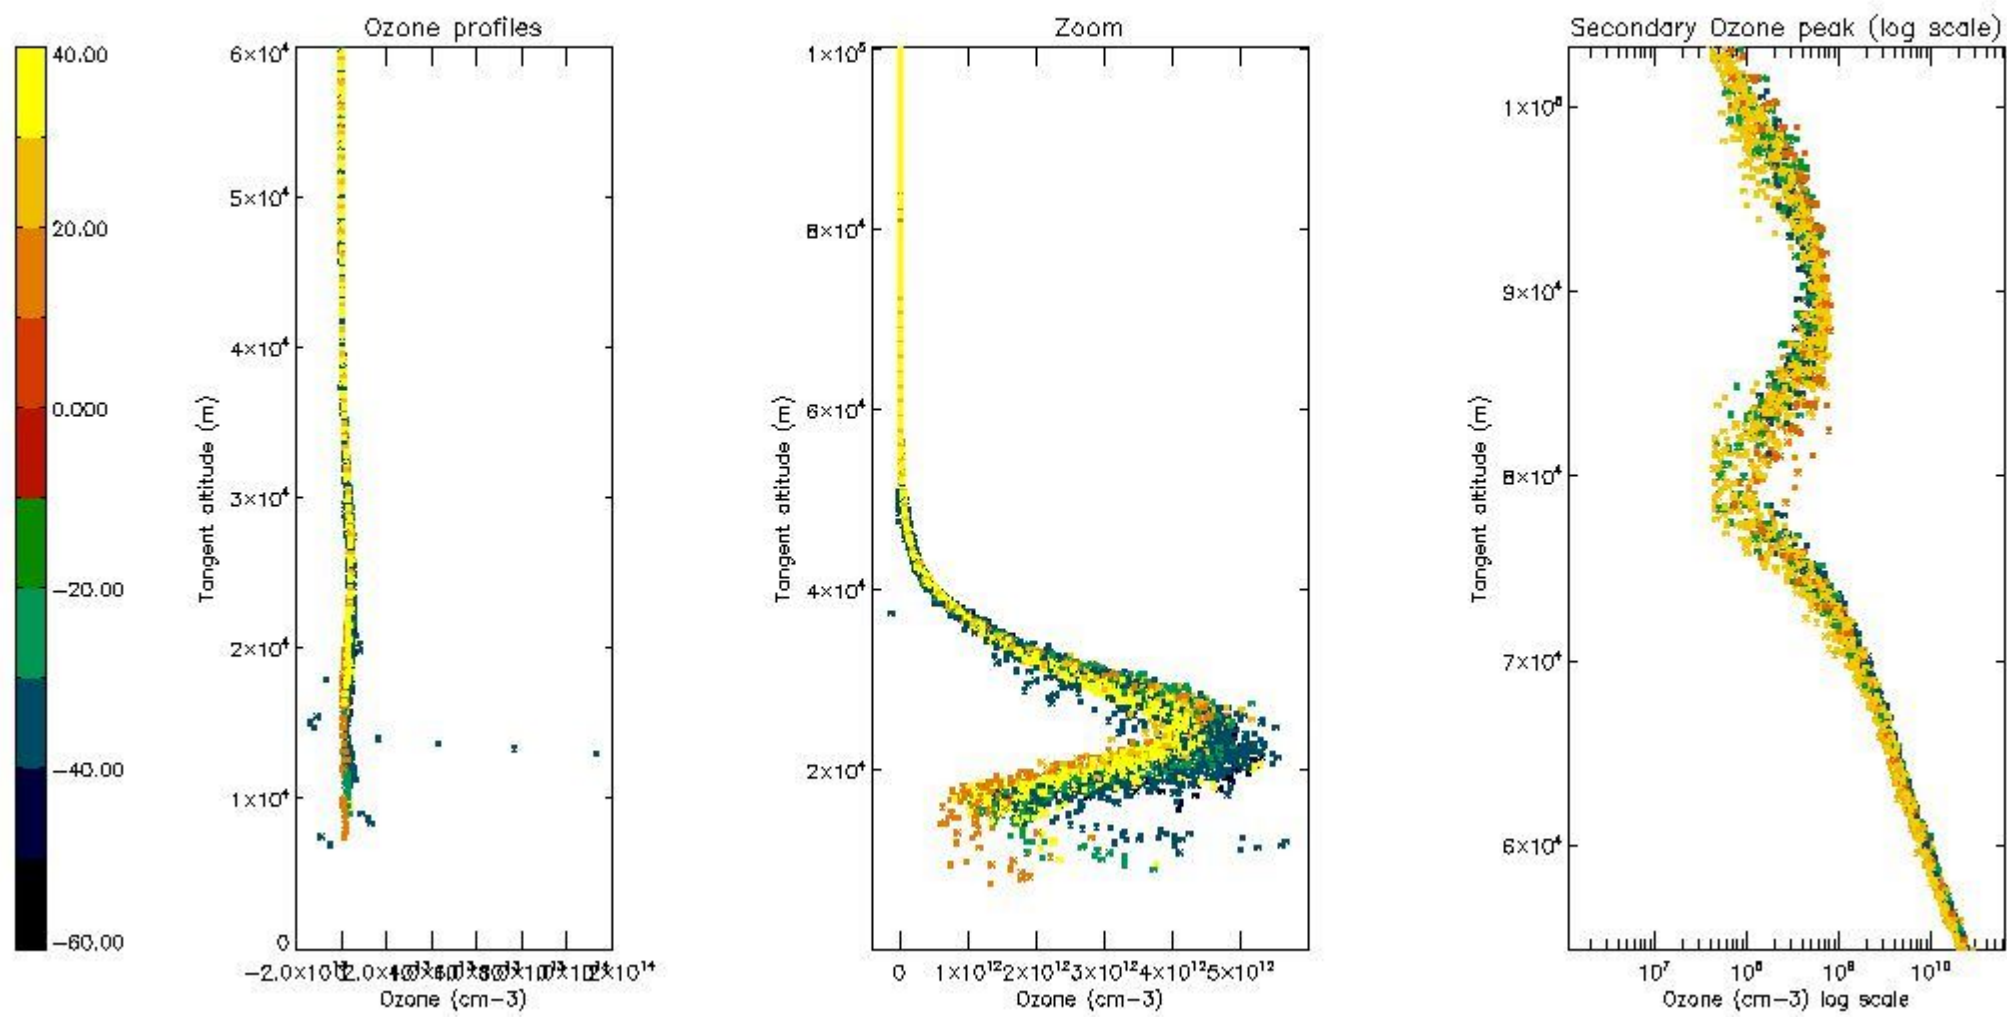 Ozone profiles
Zoom
Secondary Ozone peak (log scale)
40.00
20.00
0.000
−20.00
−40.00
−60.00
6×10⁴
5×10⁴
4×10⁴
3×10⁴
2×10⁴
1×10⁴
0
Tangent altitude (m)
Ozone (cm−3)
1×10⁵
8×10⁴
6×10⁴
4×10⁴
2×10⁴
Tangent altitude (m)
0 1×10¹² 2×10¹² 3×10¹² 4×10¹² 5×10¹²
Ozone (cm−3)
9×10⁴
8×10⁴
7×10⁴
6×10⁴
Tangent altitude (m)
10⁷ 10⁸ 10⁹ 10¹⁰
Ozone (cm−3) log scale